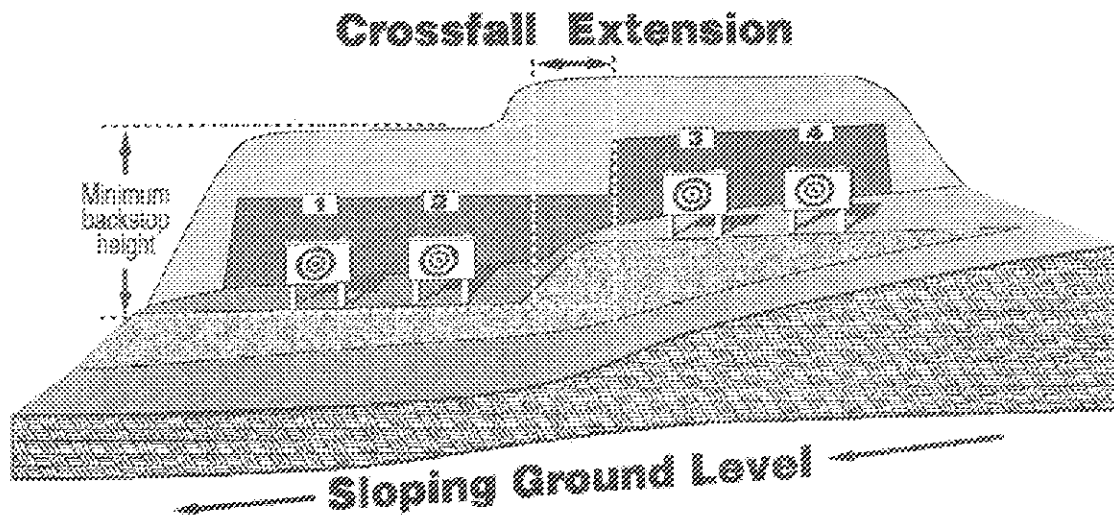 Crossfall Extension
Minimum
backstop
height
1 2 3 4
Sloping Ground Level